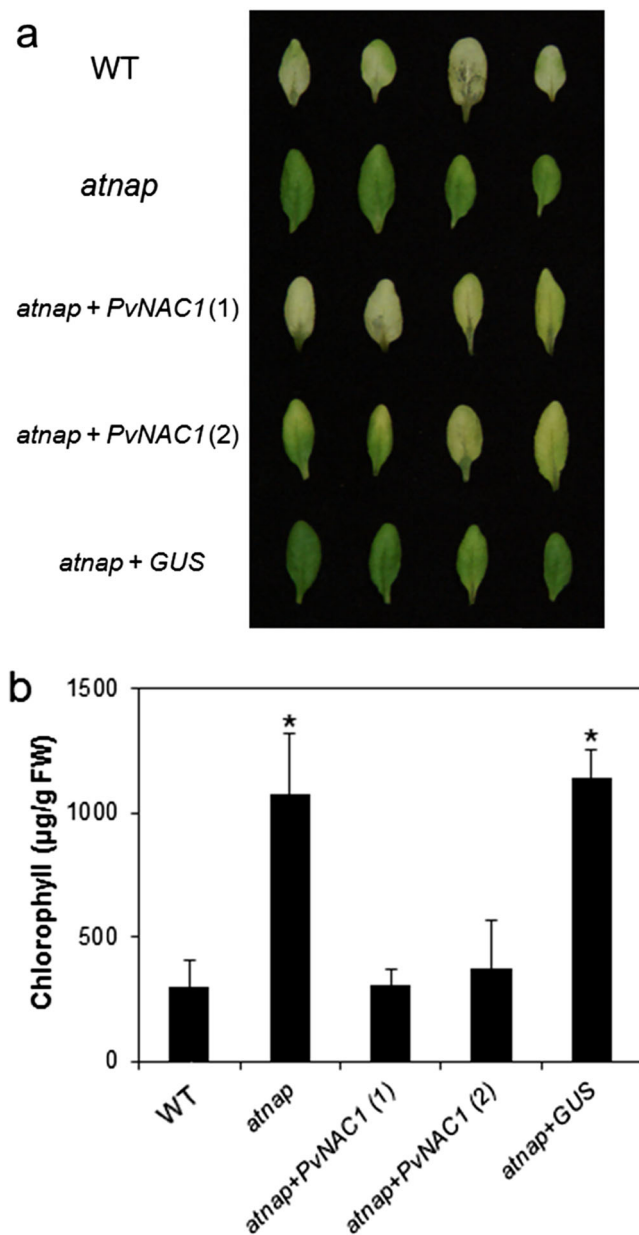 a
WT
atnap
atnap + PvNAC1 (1)
atnap + PvNAC1 (2)
atnap + GUS
b
Chlorophyll (µg/g FW)
1500
1000
500
0
*
*
WT
atnap
atnap+PvNAC1 (1)
atnap+PvNAC1 (2)
atnap+GUS